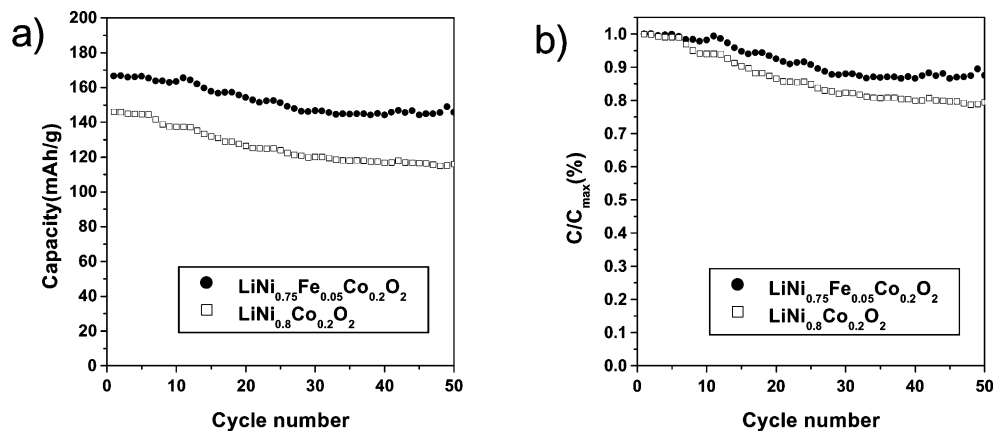 a)
200
180
160
140
120
100
80
60
40
20
0
Capacity(mAh/g)
LiNi0.75Fe0.05Co0.2O2
LiNi0.8Co0.2O2
0 10 20 30 40 50
Cycle number
b)
1.0
0.9
0.8
0.7
0.6
0.5
0.4
0.3
0.2
0.1
0.0
C/Cmax(%)
LiNi0.75Fe0.05Co0.2O2
LiNi0.8Co0.2O2
0 10 20 30 40 50
Cycle number